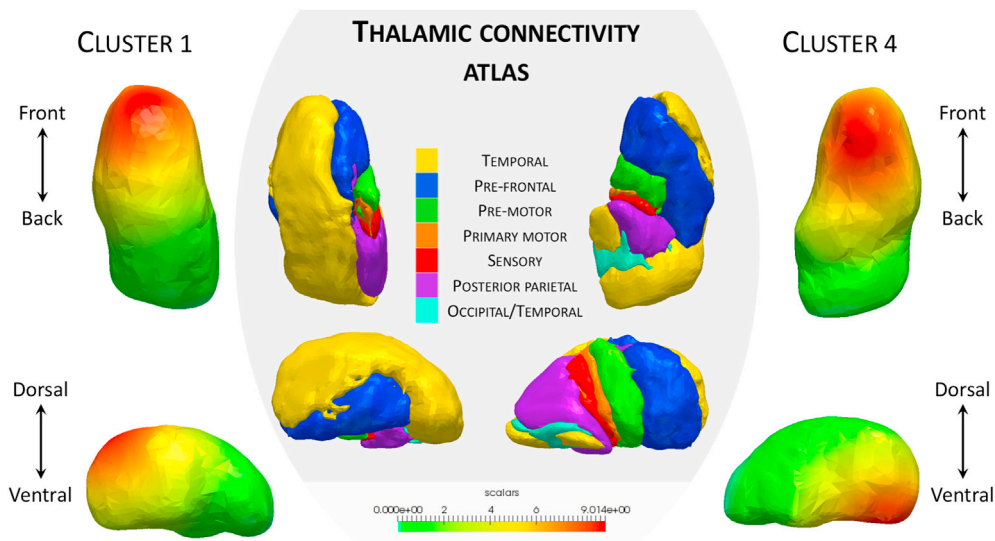 CLUSTER 1
THALAMIC CONNECTIVITY
ATLAS
CLUSTER 4
Front
Back
Front
Back
TEMPORAL
PRE-FRONTAL
PRE-MOTOR
PRIMARY MOTOR
SENSORY
POSTERIOR PARIETAL
OCCIPITAL/TEMPORAL
Dorsal
Ventral
Dorsal
Ventral
scalars
0.000e+00 2 4 6 9.014e+00